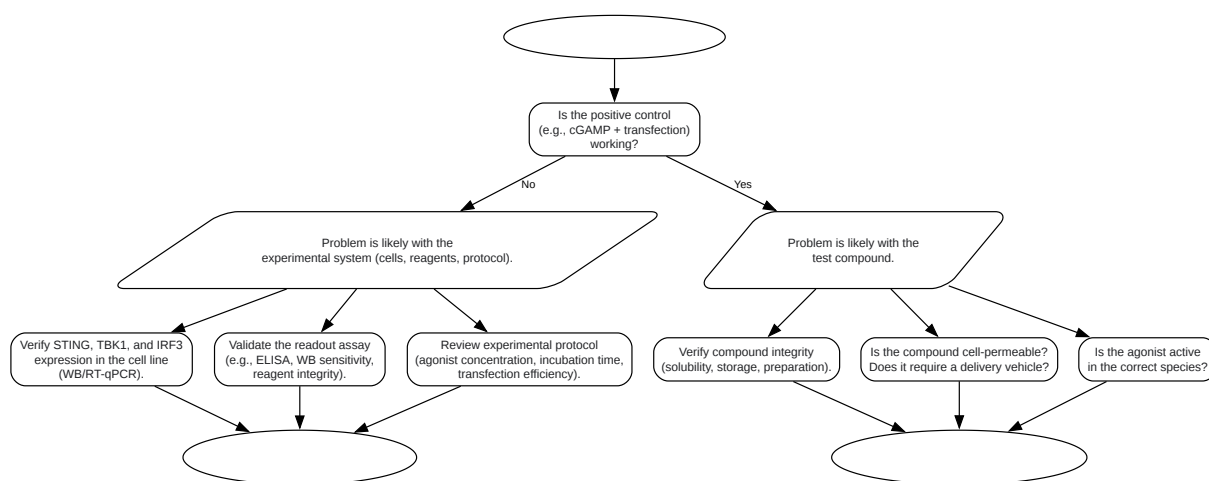 Is the positive control
(e.g., cGAMP + transfection)
working?
No
Yes
Problem is likely with the
experimental system (cells, reagents, protocol).
Problem is likely with the
test compound.
Verify STING, TBK1, and IRF3
expression in the cell line
(WB/RT-qPCR).
Validate the readout assay
(e.g., ELISA, WB sensitivity,
reagent integrity).
Review experimental protocol
(agonist concentration, incubation time,
transfection efficiency).
Verify compound integrity
(solubility, storage, preparation).
Is the compound cell-permeable?
Does it require a delivery vehicle?
Is the agonist active
in the correct species?